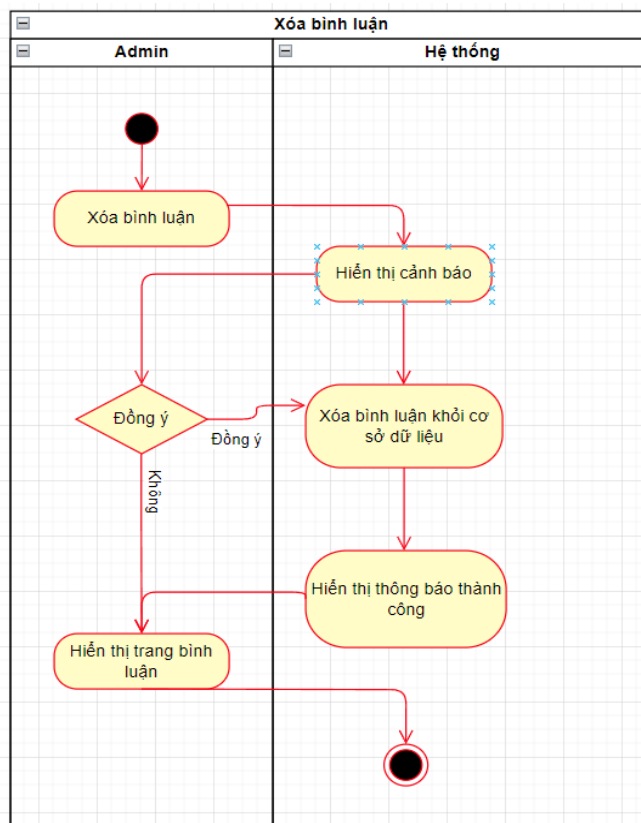 Xóa bình luận
Admin
Hệ thống
Xóa bình luận
Hiển thị cảnh báo
Đồng ý
Đồng ý
Xóa bình luận khỏi cơ
sở dữ liệu
Không
Hiển thị thông báo thành
công
Hiển thị trang bình
luận